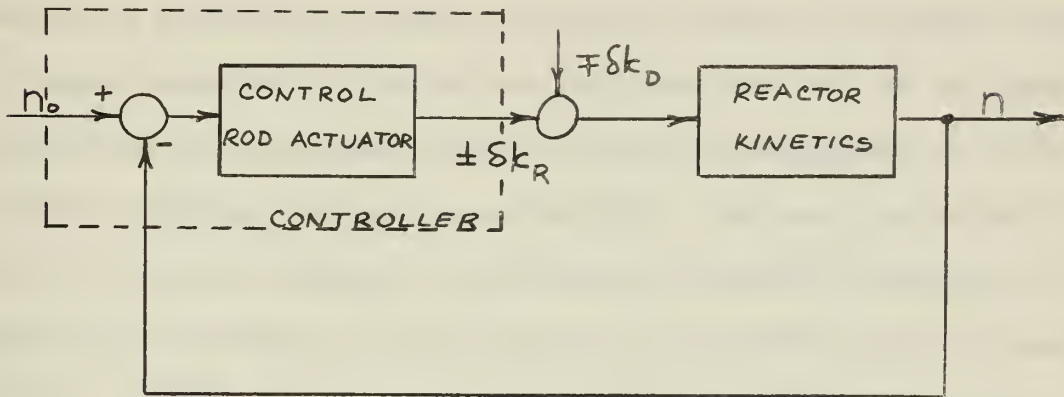 n₀
+
-
CONTROL
ROD ACTUATOR
± δk_R
∓ δk_D
REACTOR
KINETICS
n
CONTROLLER